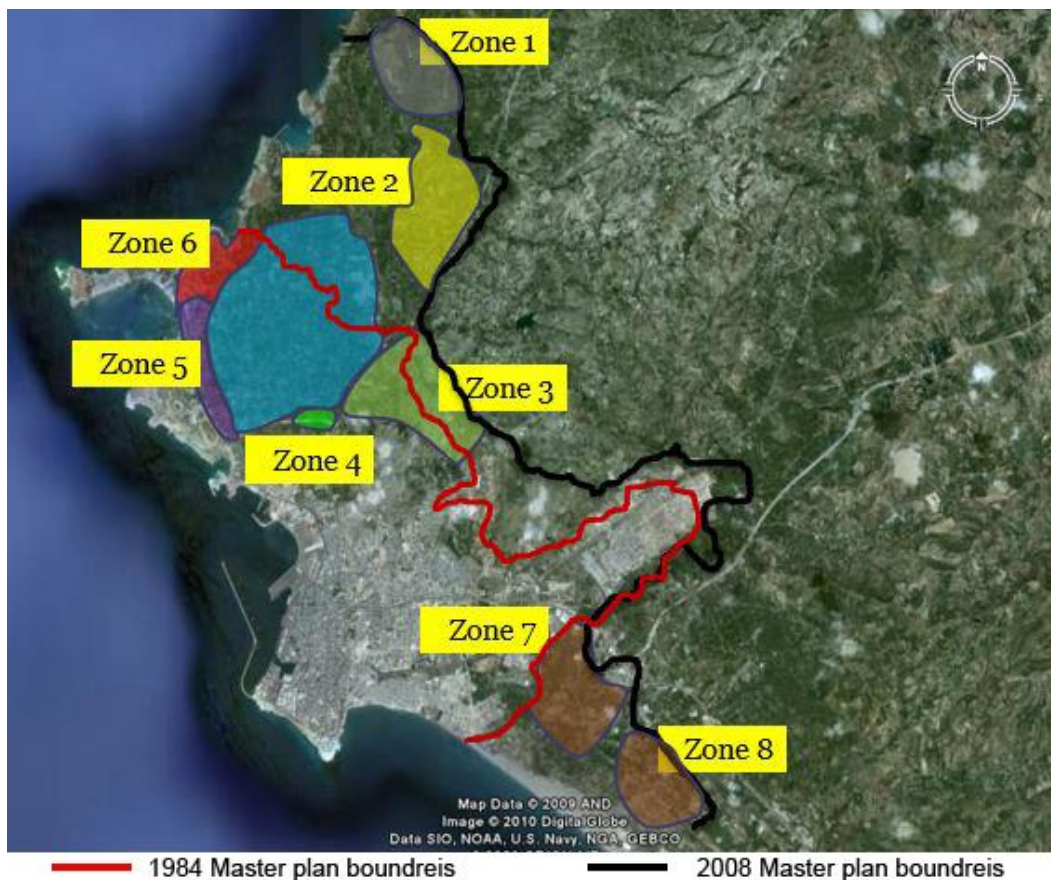 Zone 1
N
Zone 2
Zone 6
Zone 5
Zone 3
Zone 4
Zone 7
Zone 8
Map Data © 2009 AND
Image © 2010 DigitalGlobe
Data SIO, NOAA, U.S. Navy, NGA, GEBCO
1984 Master plan boundreis
2008 Master plan boundreis